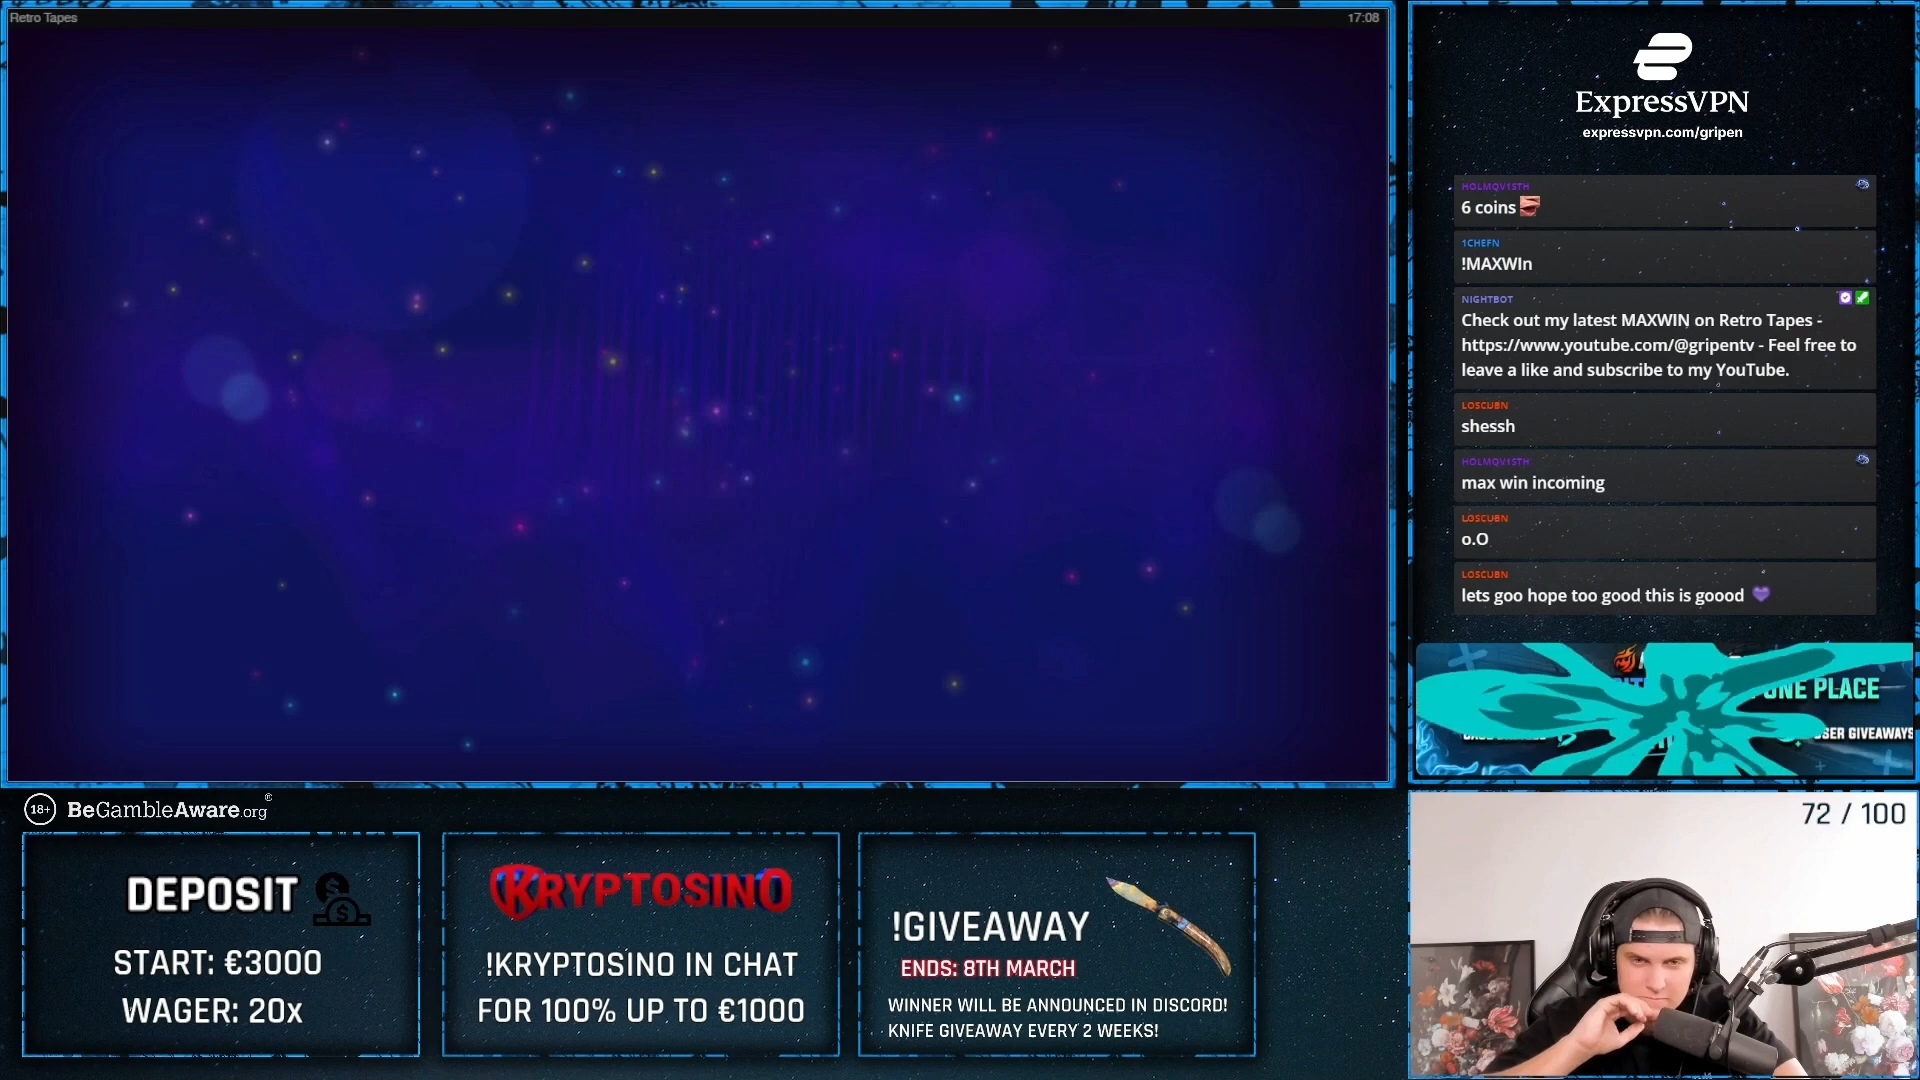 Retro Tapes
17:08
ExpressVPN
expressvpn.com/gripen
HOLMQV1STH
6 coins
1CHEFN
!MAXWIn
NIGHTBOT
Check out my latest MAXWIN on Retro Tapes -
https://www.youtube.com/@gripentv - Feel free to
leave a like and subscribe to my YouTube.
LOSCUBN
shessh
HOLMQV1STH
max win incoming
LOSCUBN
o.O
LOSCUBN
lets goo hope too good this is goood
PLACE
GIVEAWAYS
18+ BeGambleAware.org®
DEPOSIT
START: €3000
WAGER: 20x
KRYPTOSINO
!KRYPTOSINO IN CHAT
FOR 100% UP TO €1000
!GIVEAWAY
ENDS: 8TH MARCH
WINNER WILL BE ANNOUNCED IN DISCORD!
KNIFE GIVEAWAY EVERY 2 WEEKS!
72 / 100